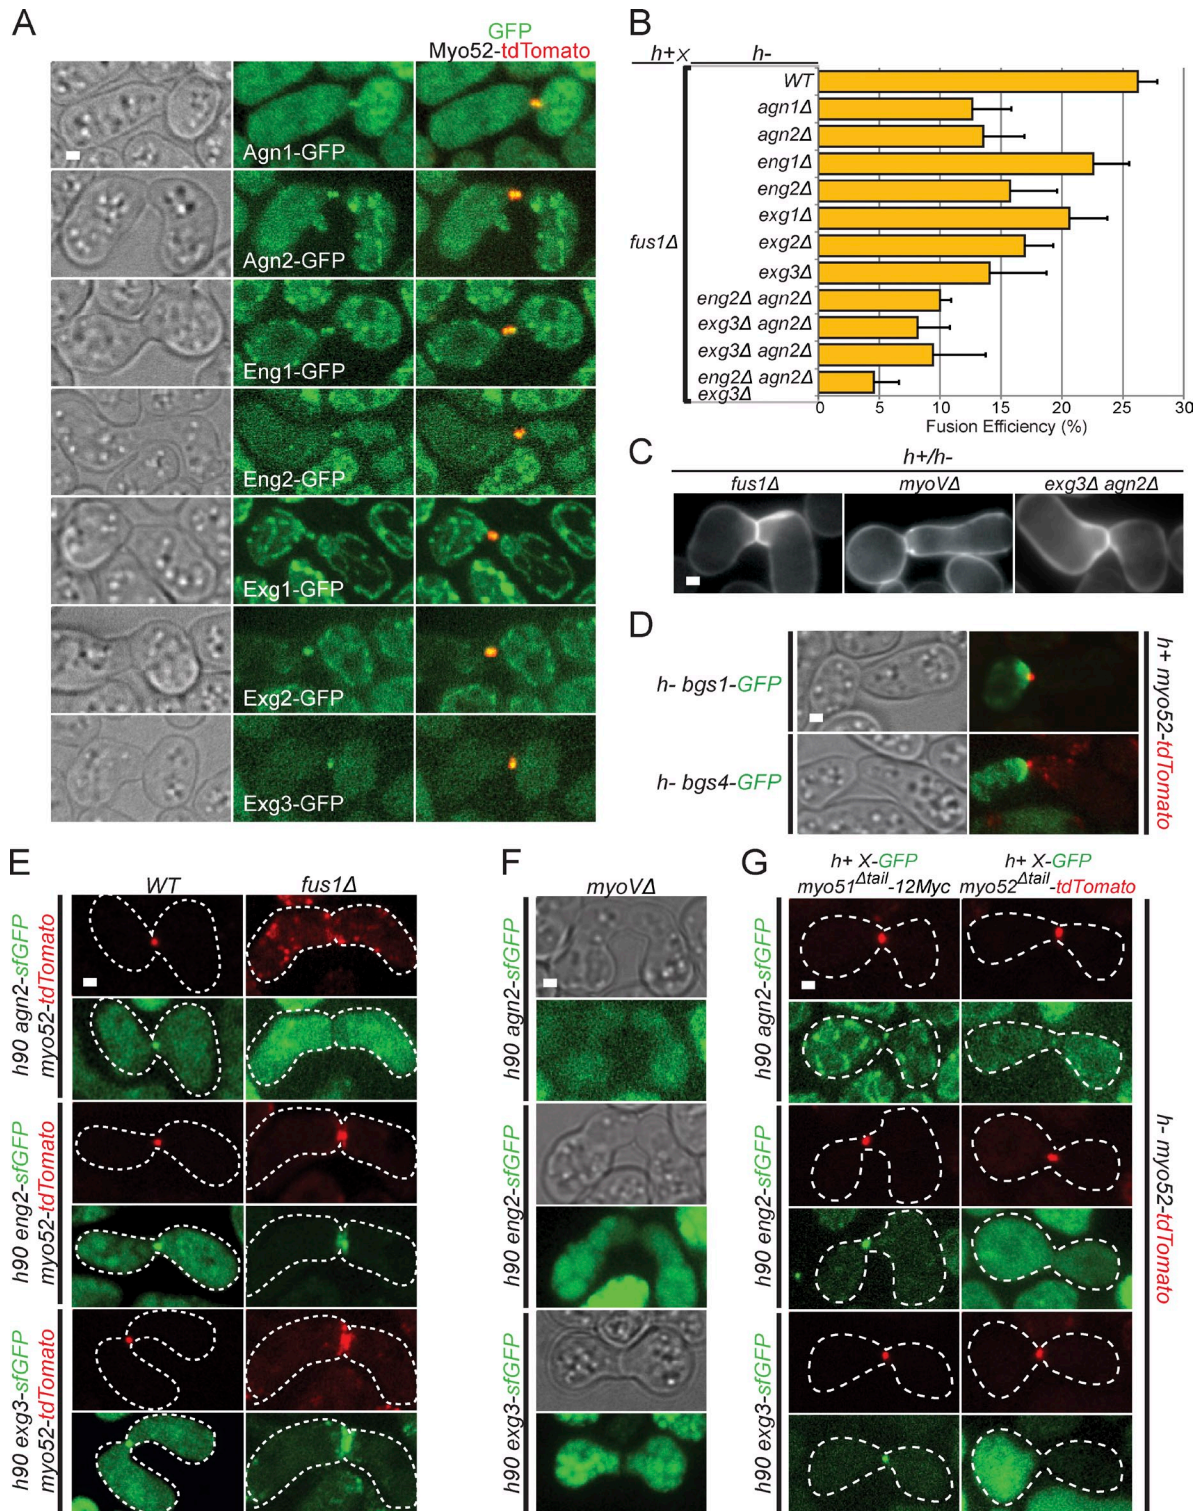 A
GFP
Myo52-tdTomato
Agn1-GFP
Agn2-GFP
Eng1-GFP
Eng2-GFP
Exg1-GFP
Exg2-GFP
Exg3-GFP
B
h+ X h-
fus1Δ
WT
agn1Δ
agn2Δ
eng1Δ
eng2Δ
exg1Δ
exg2Δ
exg3Δ
eng2Δ agn2Δ
exg3Δ agn2Δ
exg3Δ agn2Δ
eng2Δ agn2Δ
exg3Δ
0 5 10 15 20 25 30
Fusion Efficiency (%)
C
h+/h-
fus1Δ myoVΔ exg3Δ agn2Δ
D
h- bgs1-GFP
h- bgs4-GFP
h+ myo52-tdTomato
E
WT fus1Δ
h90 agn2-sfGFP
myo52-tdTomato
h90 eng2-sfGFP
myo52-tdTomato
h90 exg3-sfGFP
myo52-tdTomato
F
myoVΔ
h90 agn2-sfGFP
h90 eng2-sfGFP
h90 exg3-sfGFP
G
h+ X-GFP h+ X-GFP
myo51Δtail-12Myc myo52Δtail-tdTomato
h90 agn2-sfGFP
h90 eng2-sfGFP
h90 exg3-sfGFP
h- myo52-tdTomato